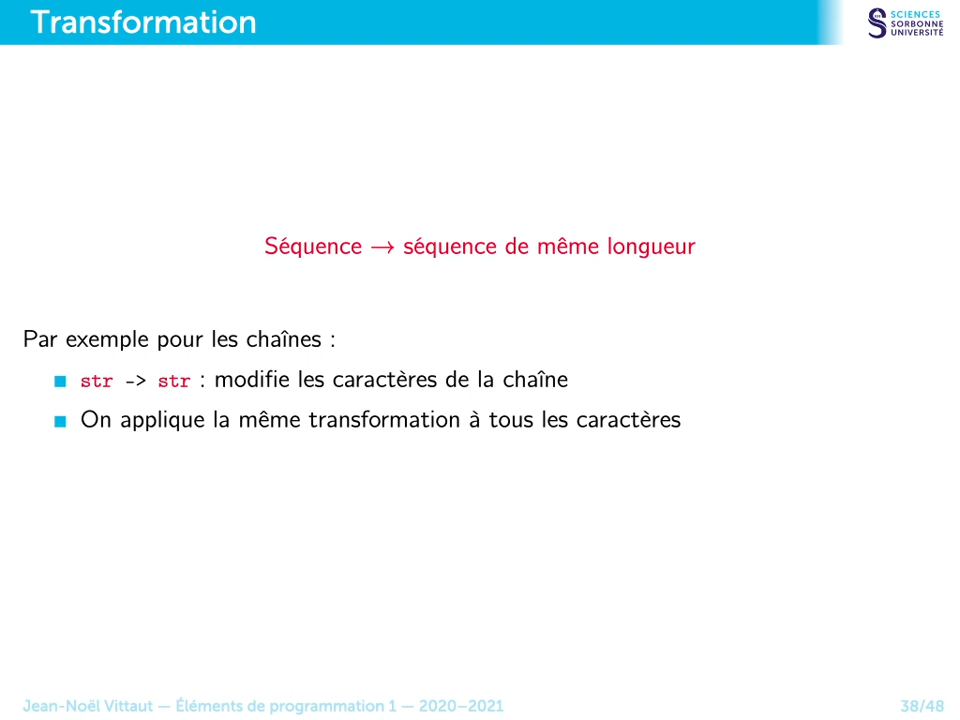 Transformation
SCIENCES
SORBONNE
UNIVERSITÉ
Séquence → séquence de même longueur
Par exemple pour les chaînes :
str -> str : modifie les caractères de la chaîne
On applique la même transformation à tous les caractères
Jean-Noël Vittaut — Éléments de programmation 1 — 2020–2021
38/48